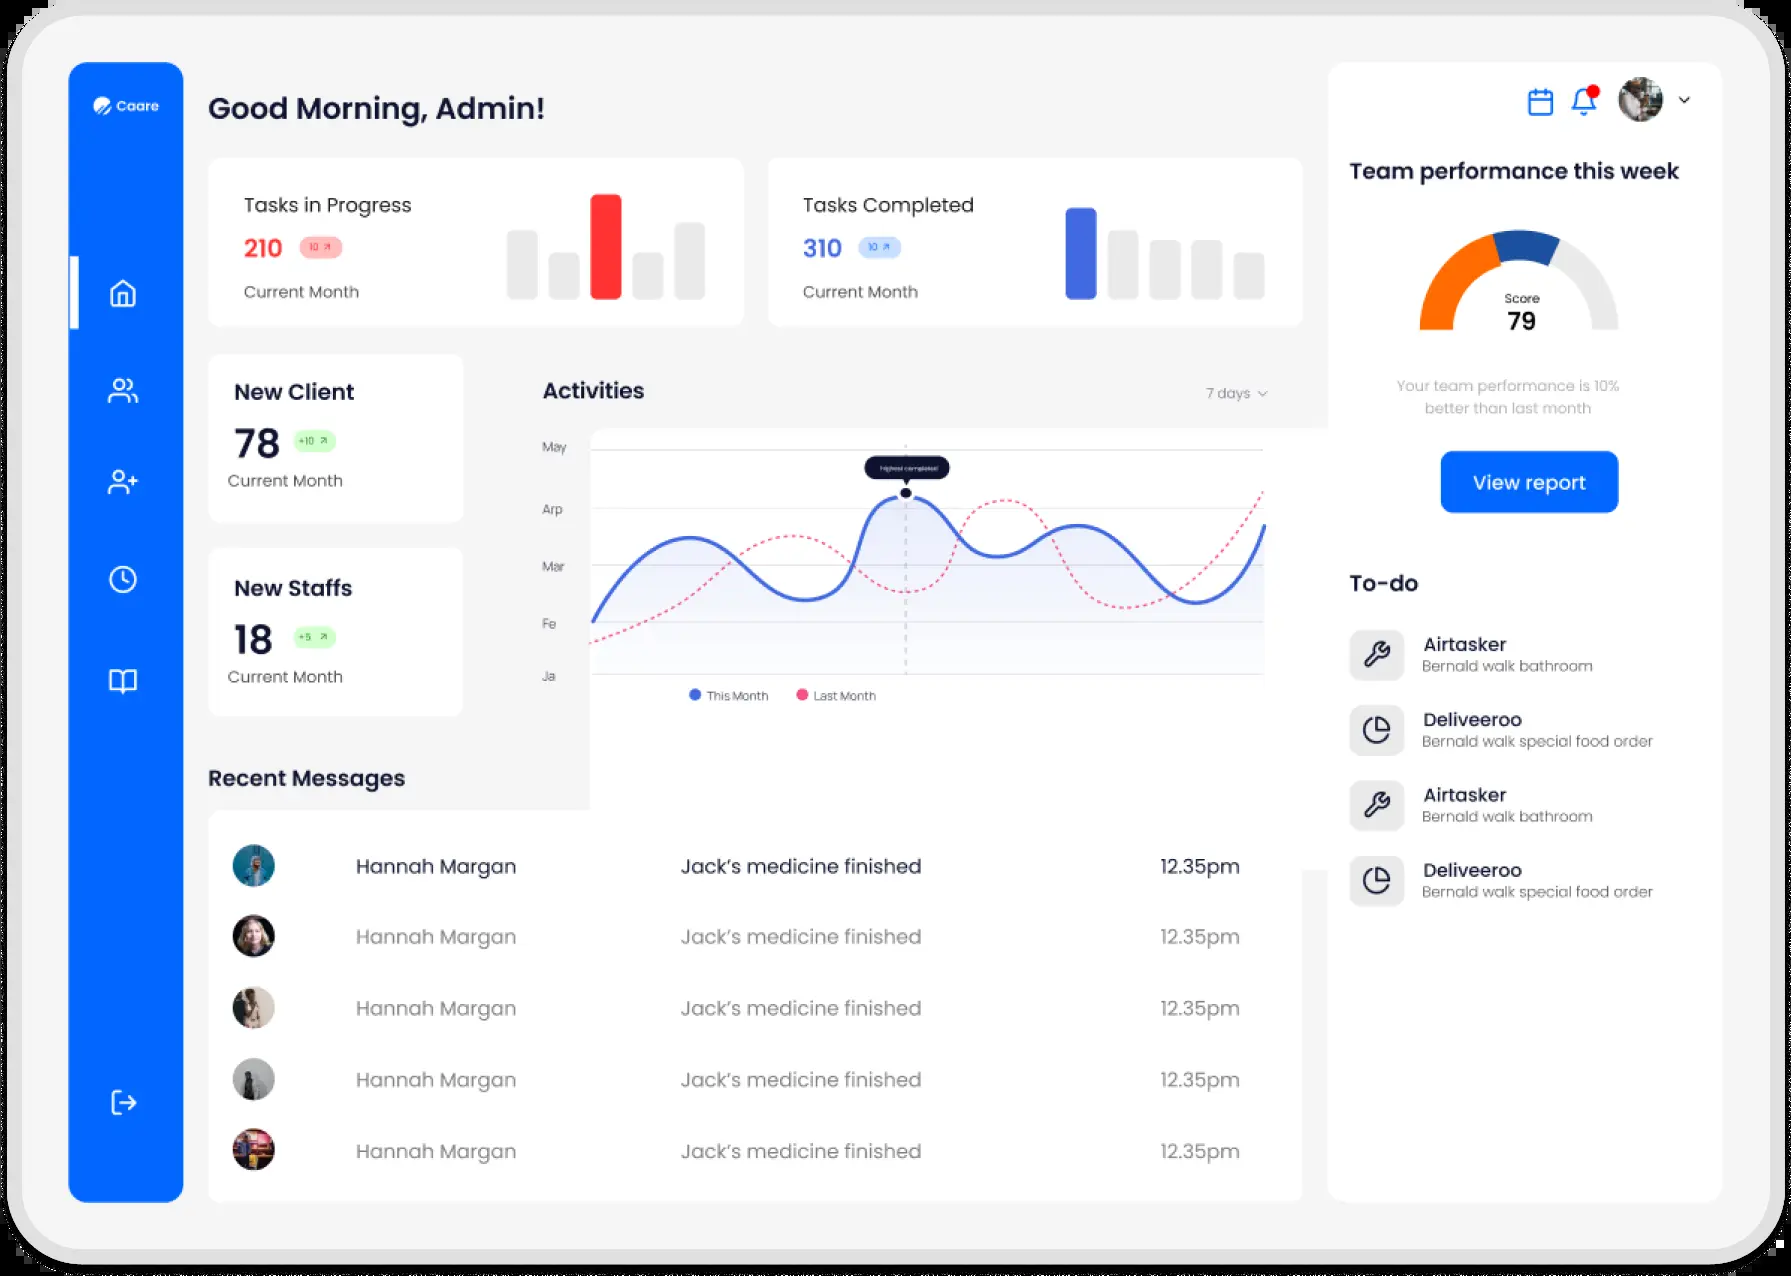 Caare
Good Morning, Admin!
Tasks in Progress
210 10
Current Month
Tasks Completed
310 10
Current Month
New Client
78 +10
Current Month
New Staffs
18 +5
Current Month
Activities
7 days
May
Arp
Mar
Fe
Ja
highest completed
This Month
Last Month
Recent Messages
Hannah Margan Jack's medicine finished 12.35pm
Hannah Margan Jack's medicine finished 12.35pm
Hannah Margan Jack's medicine finished 12.35pm
Hannah Margan Jack's medicine finished 12.35pm
Hannah Margan Jack's medicine finished 12.35pm
Team performance this week
Score
79
Your team performance is 10%
better than last month
View report
To-do
Airtasker
Bernald walk bathroom
Deliveeroo
Bernald walk special food order
Airtasker
Bernald walk bathroom
Deliveeroo
Bernald walk special food order